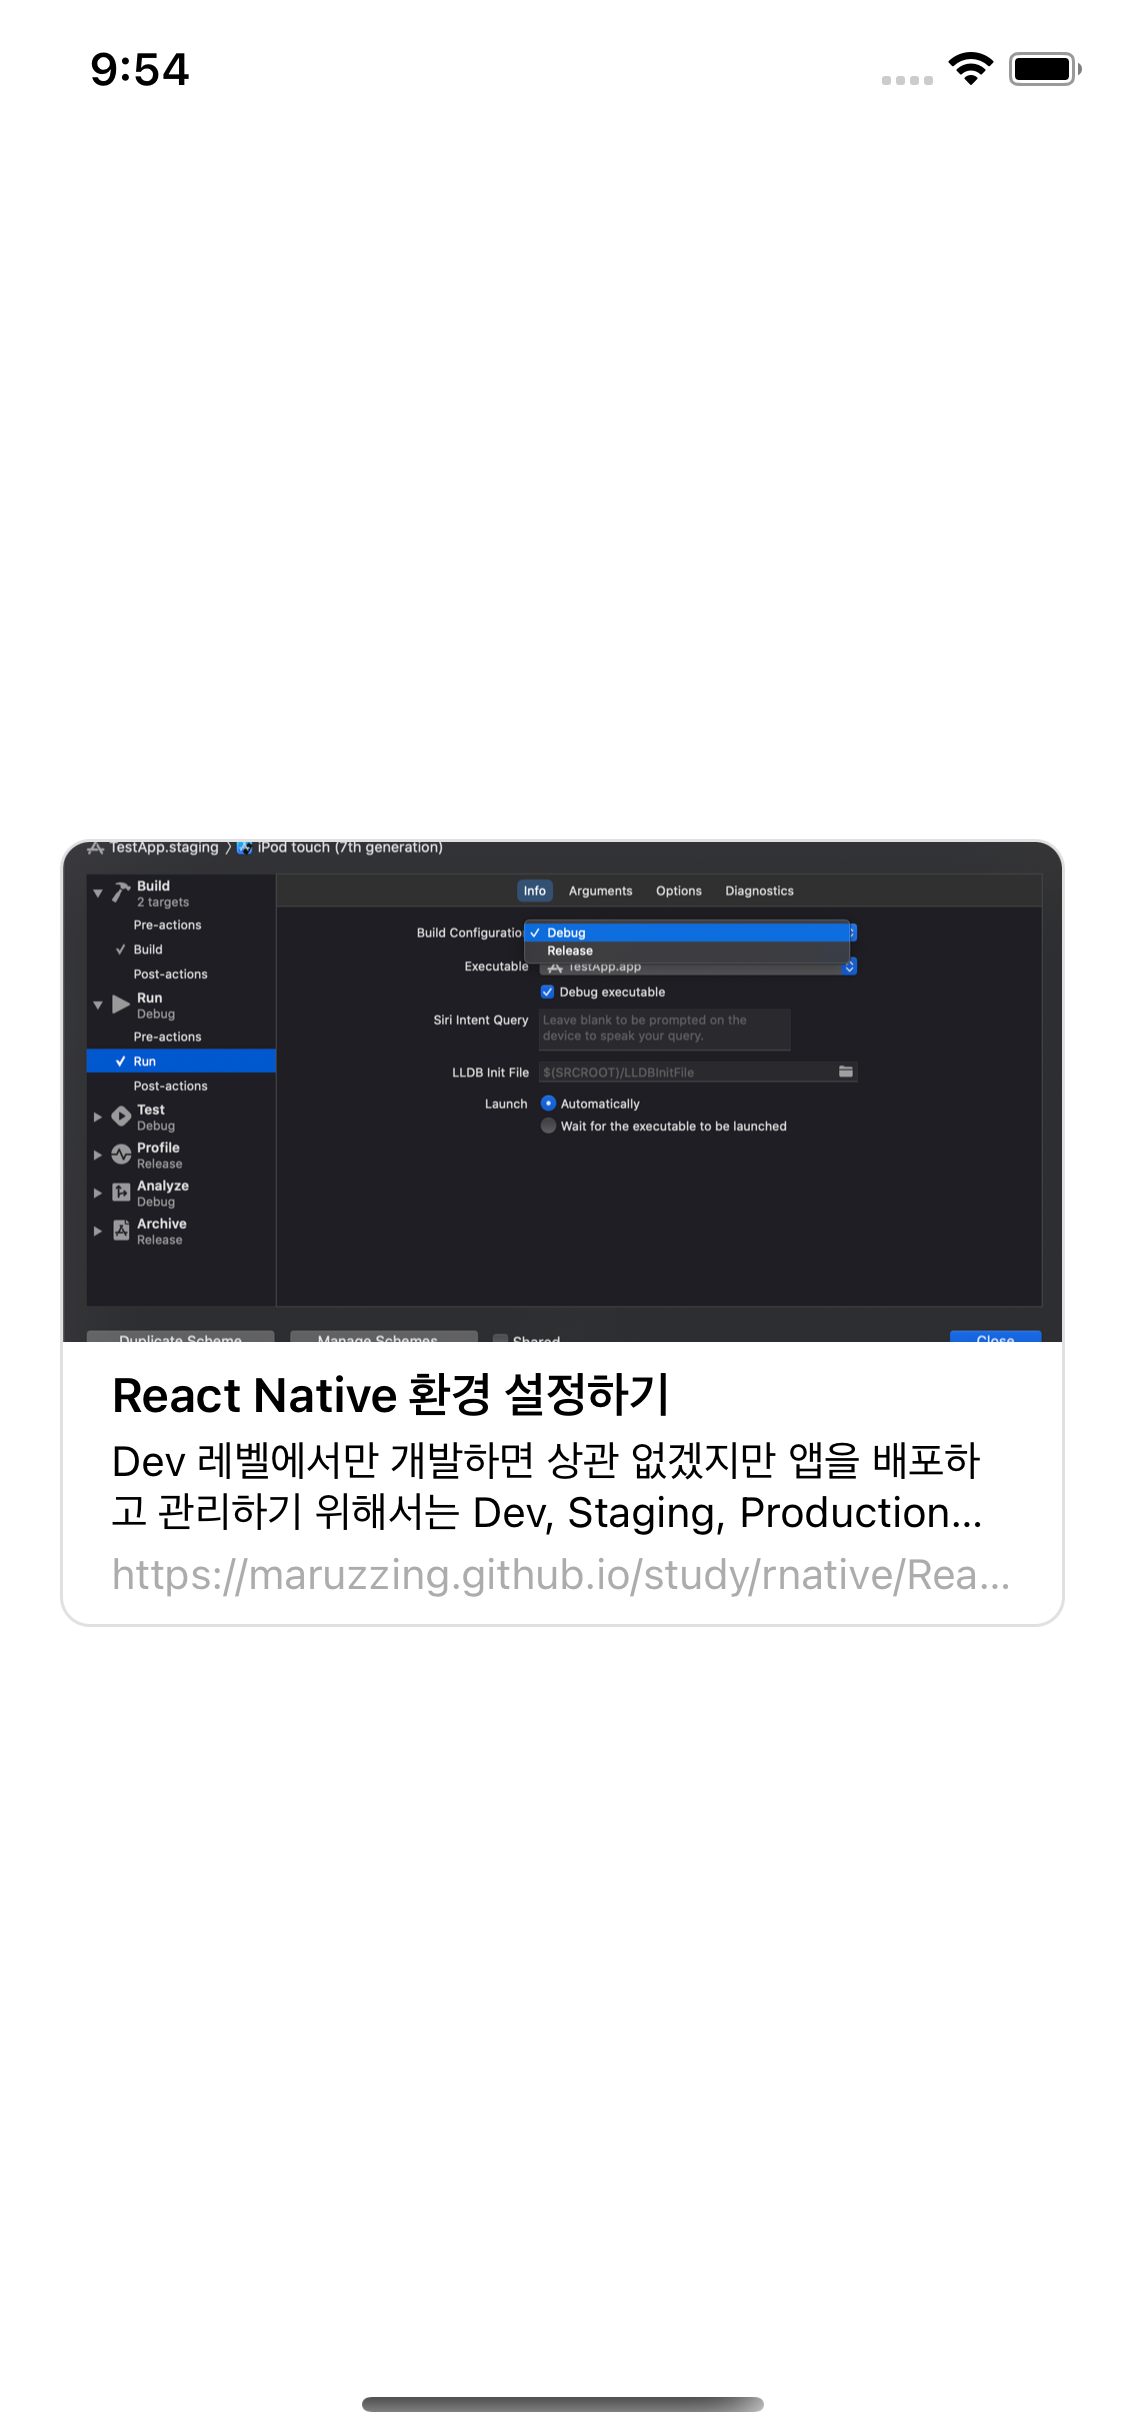 9:54
TestApp.staging 〉 iPod touch (7th generation)
Build
2 targets
Pre-actions
Build
Post-actions
Run
Debug
Pre-actions
Run
Post-actions
Test
Debug
Profile
Release
Analyze
Debug
Archive
Release
Info Arguments Options Diagnostics
Build Configuratio
Debug
Release
Executable TestApp.app
Debug executable
Siri Intent Query Leave blank to be prompted on the
device to speak your query.
LLDB Init File $(SRCROOT)/LLDBInitFile
Launch Automatically
Wait for the executable to be launched
Duplicate Scheme Manage Schemes... Shared Close
React Native 환경 설정하기
Dev 레벨에서만 개발하면 상관 없겠지만 앱을 배포하
고 관리하기 위해서는 Dev, Staging, Production...
https://maruzzing.github.io/study/rnative/Rea...